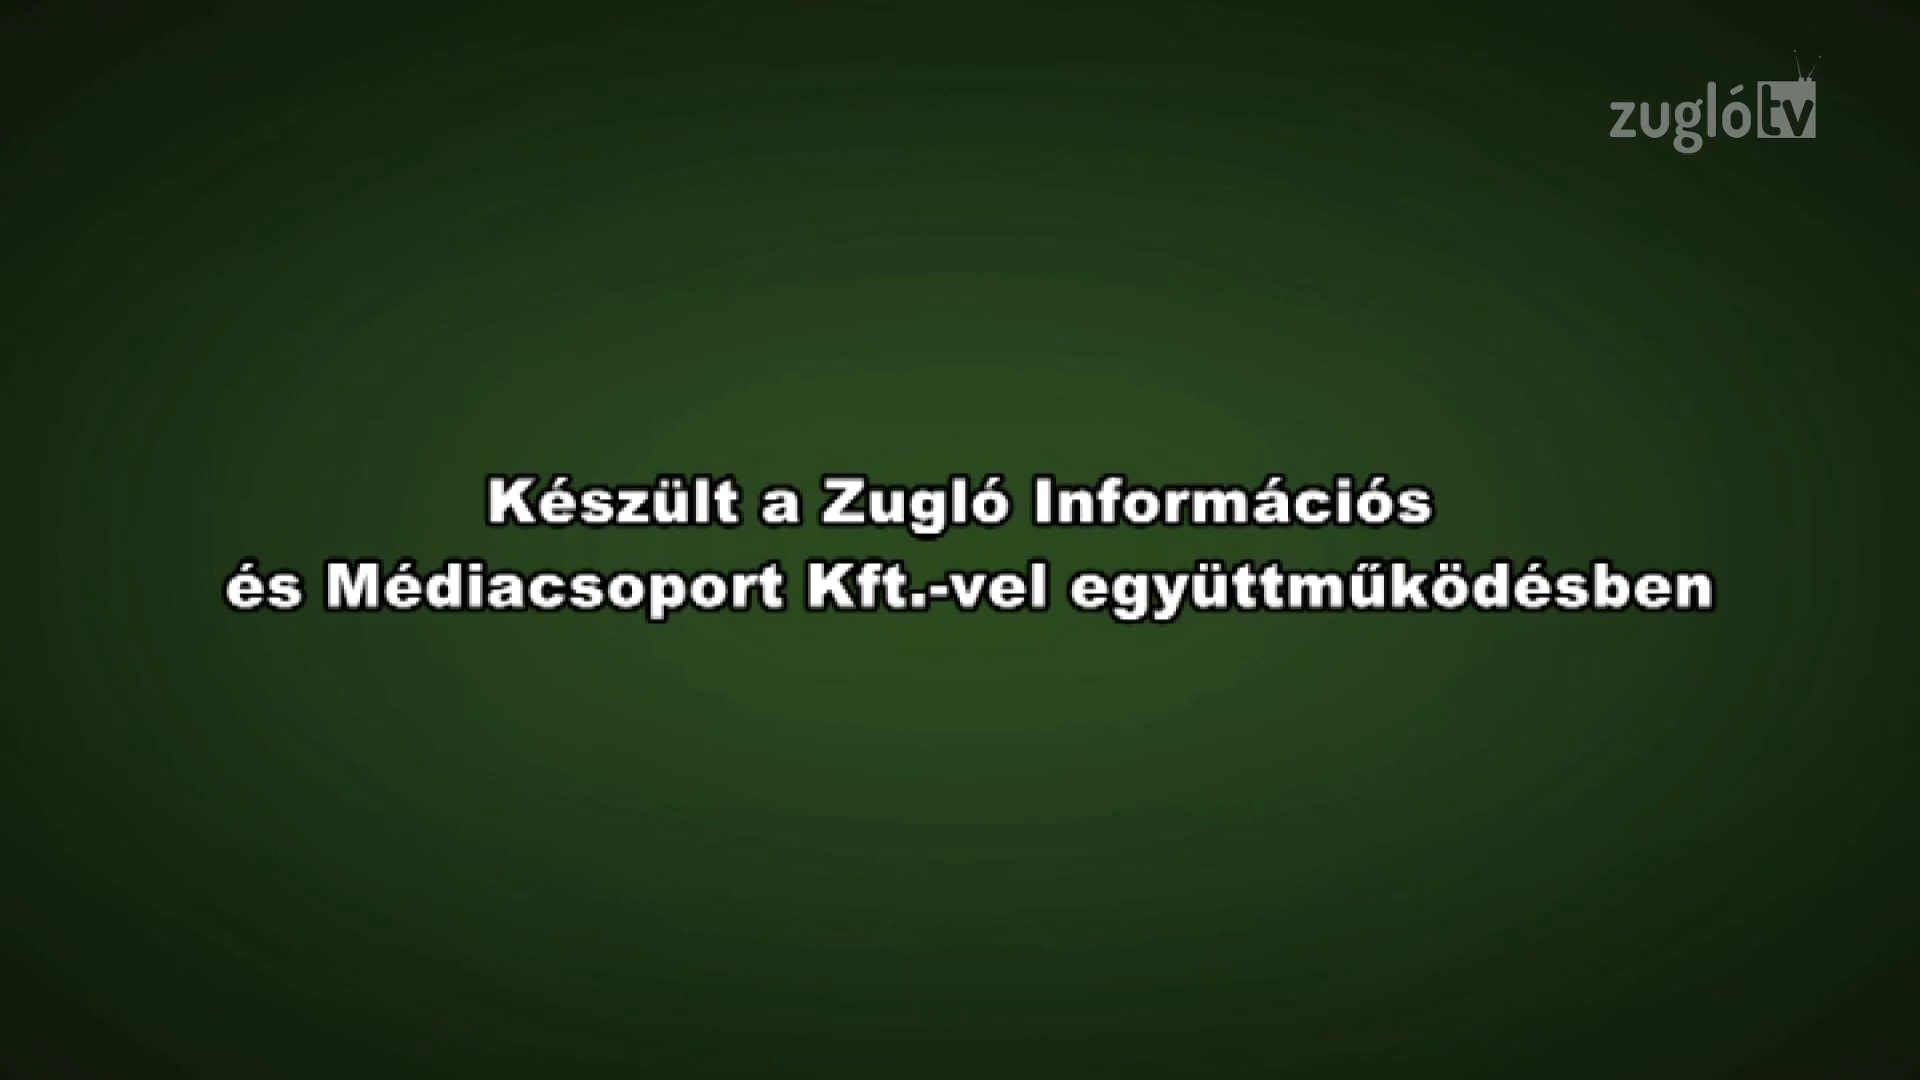 zuglótv
Készült a Zugló Információs
és Médiacsoport Kft.-vel együttműködésben